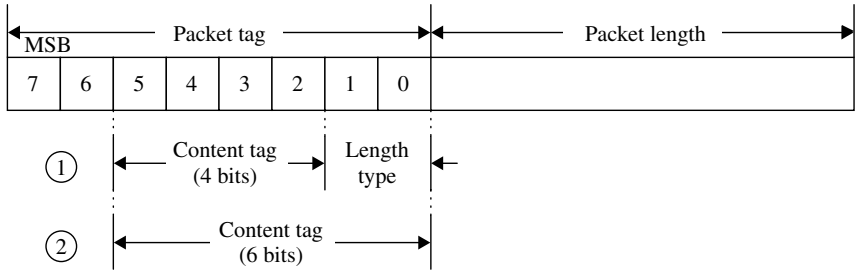 Packet tag Packet length
MSB
7 6 5 4 3 2 1 0
1 Content tag Length
(4 bits) type
2 Content tag
(6 bits)